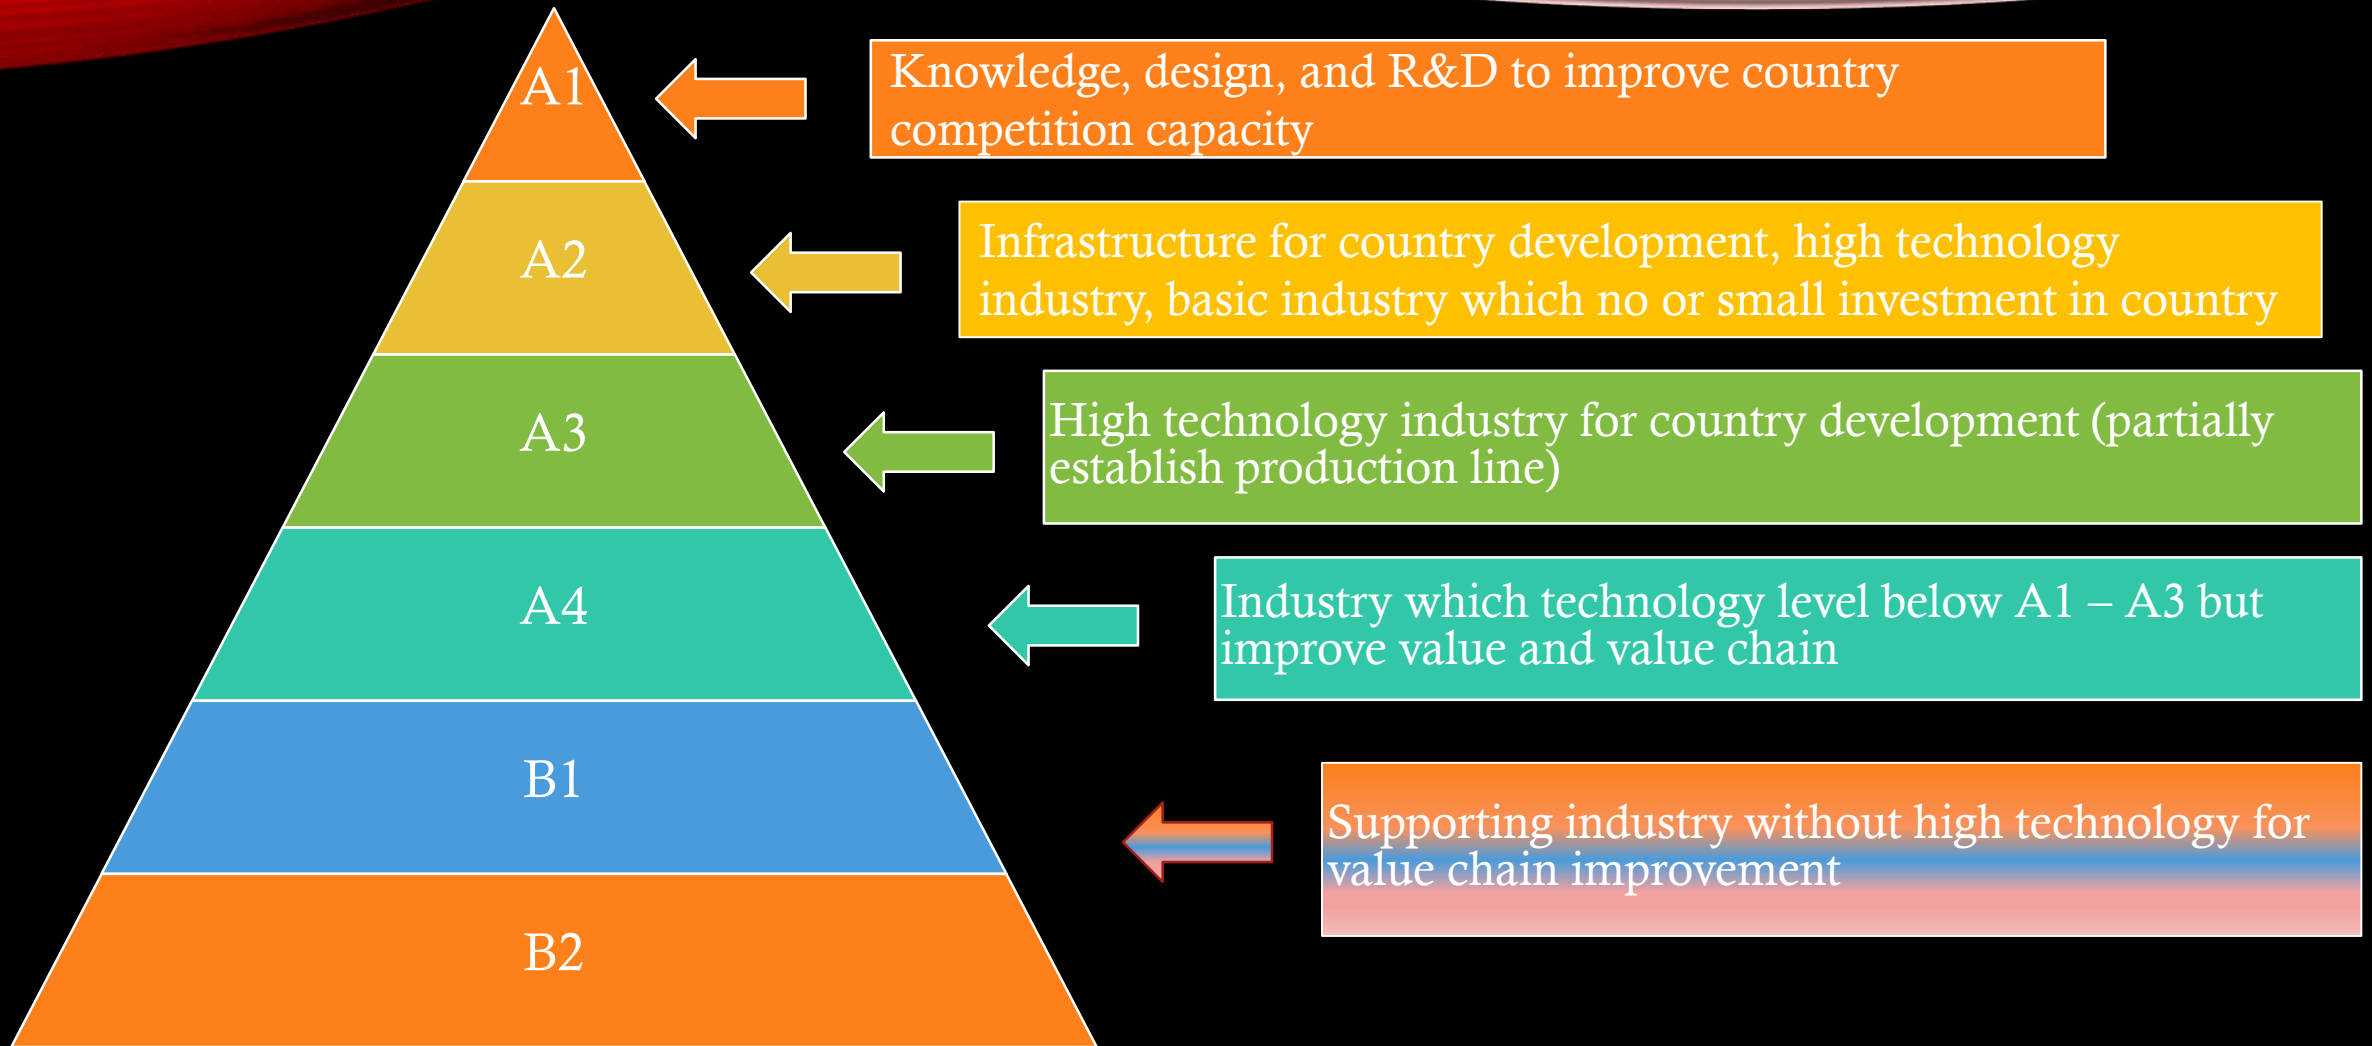 A1
Knowledge, design, and R&D to improve country
competition capacity
A2
Infrastructure for country development, high technology
industry, basic industry which no or small investment in country
A3
High technology industry for country development (partially
establish production line)
A4
Industry which technology level below A1 – A3 but
improve value and value chain
B1
Supporting industry without high technology for
value chain improvement
B2